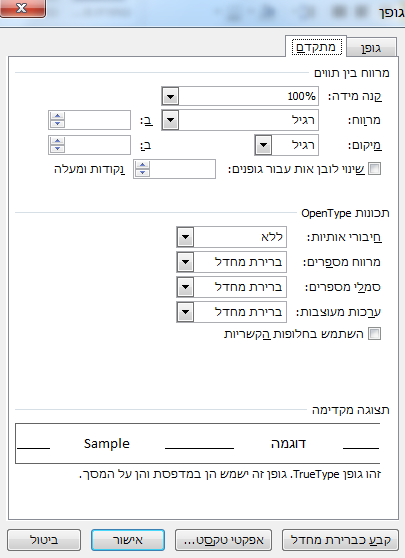 גופן
גופן מתקדם
מרווח בין תווים
קנה מידה: 100%
מרווח: רגיל ב:
מיקום: רגיל ב:
שינוי לובן אות עבור גופנים: נקודות ומעלה
תכונות OpenType
חיבורי אותיות: ללא
מרווח מספרים: ברירת מחדל
סמלי מספרים: ברירת מחדל
ערכות מעוצבות: ברירת מחדל
השתמש בחלופות הקשריות
תצוגה מקדימה
דוגמה Sample
זהו גופן TrueType. גופן זה ישמש הן במדפסת והן על המסך.
קבע כברירת מחדל אפקטי טקסט... אישור ביטול